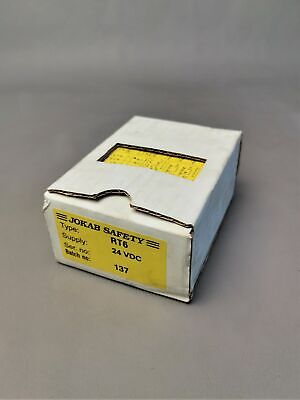 JOKAB SAFETY
Type: RT6
Supply: 24 VDC
Ser. no:
Batch no: 137